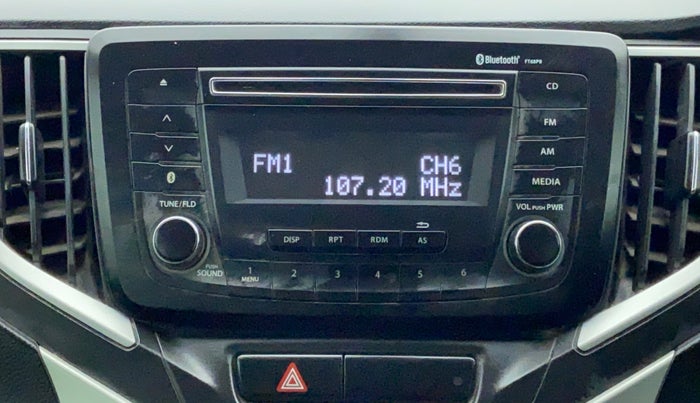 Bluetooth® FT68PB
CD
FM
AM
MEDIA
FM1 CH6
107.20 MHz
TUNE/FLD
VOL PUSH PWR
DISP RPT RDM AS
PUSH SOUND
1 2 3 4 5 6
MENU